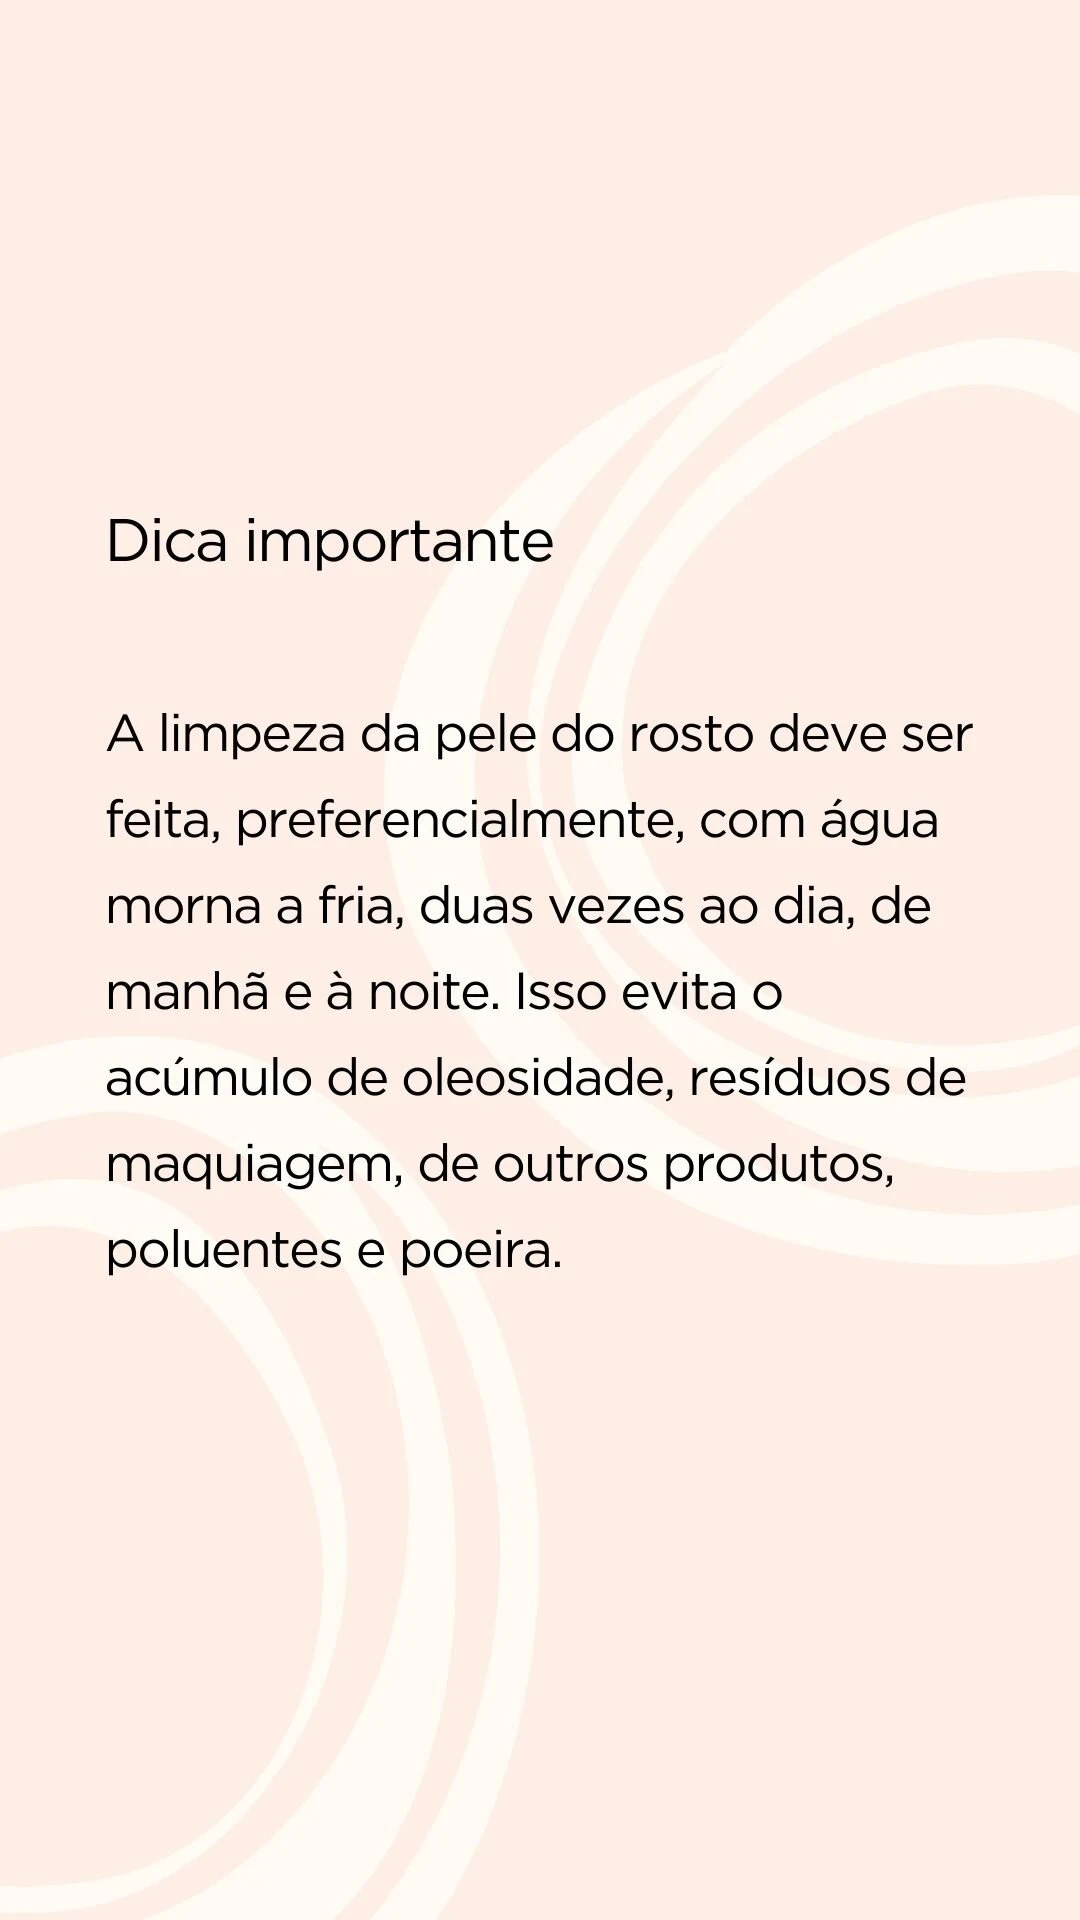 Dica importante
A limpeza da pele do rosto deve ser
feita, preferencialmente, com água
morna a fria, duas vezes ao dia, de
manhã e à noite. Isso evita o
acúmulo de oleosidade, resíduos de
maquiagem, de outros produtos,
poluentes e poeira.